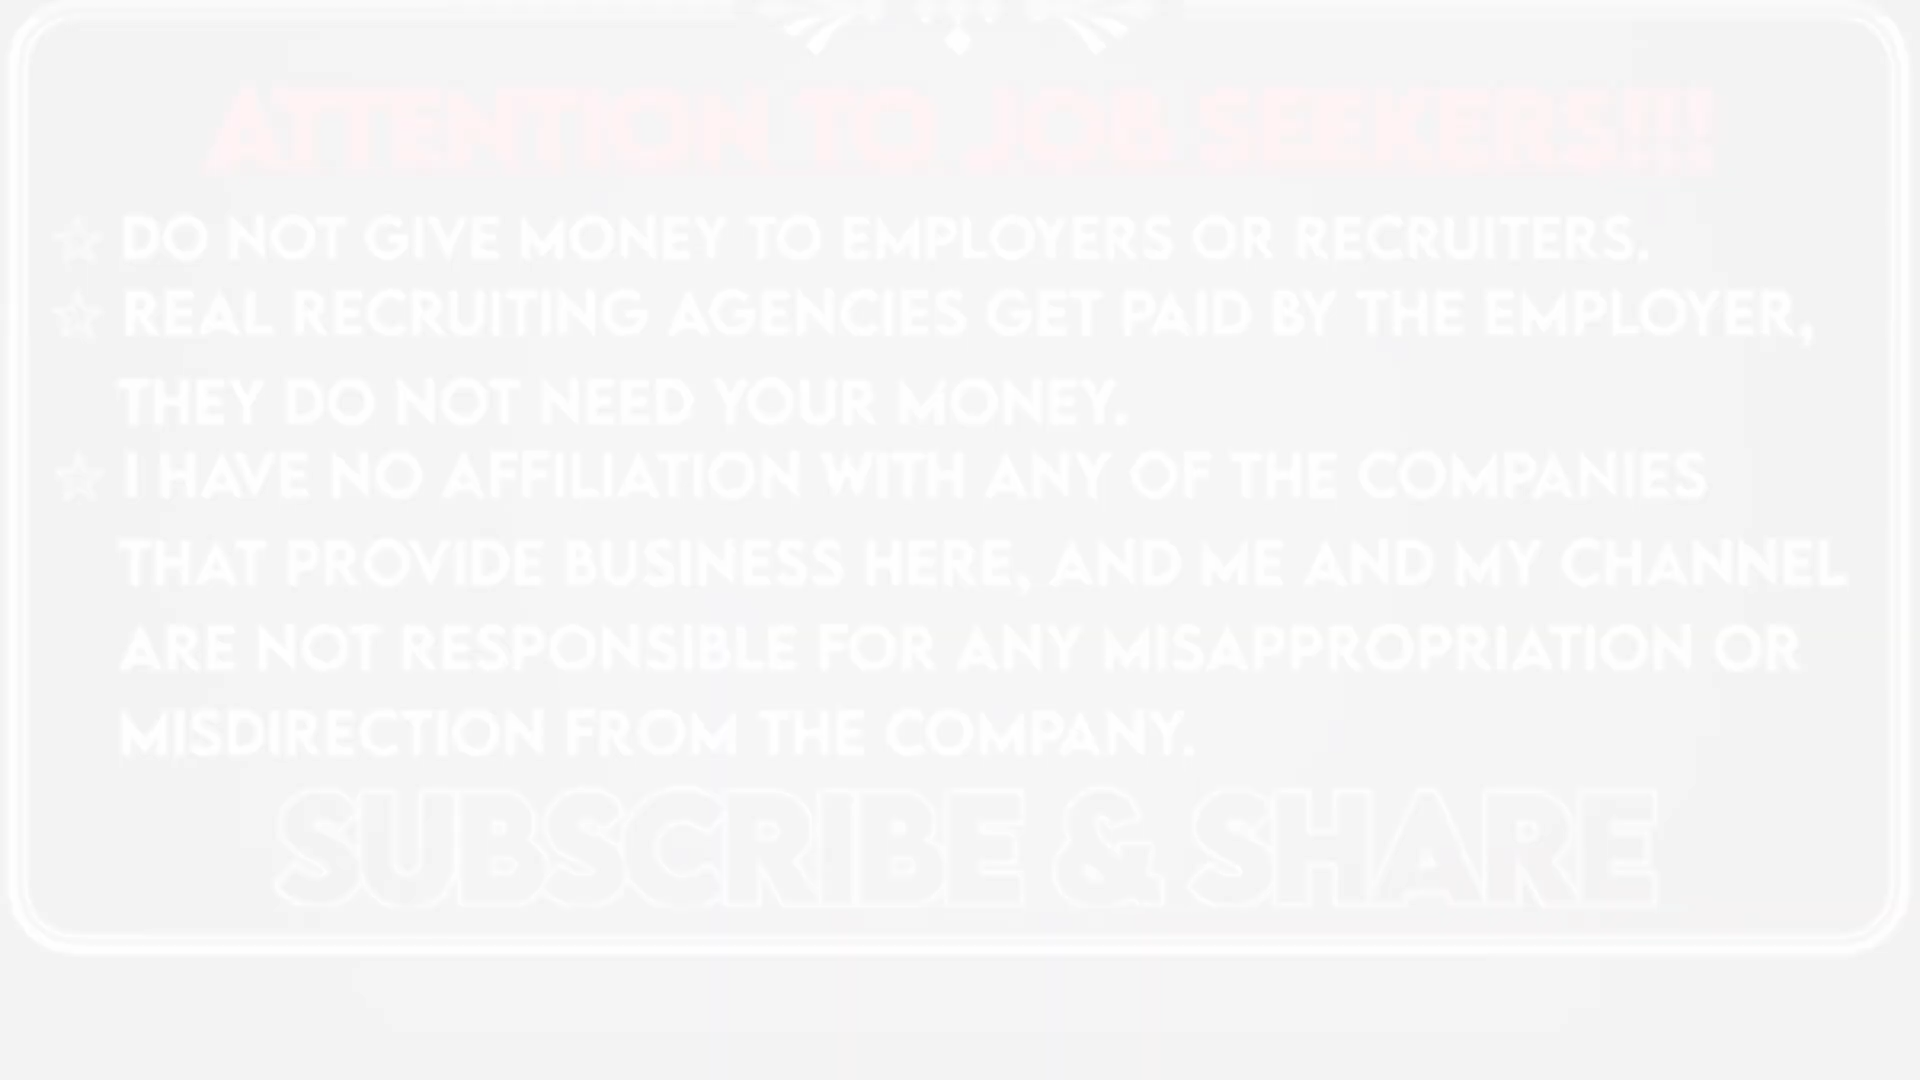 ATTENTION TO JOB SEEKERS!!!
☆ DO NOT GIVE MONEY TO EMPLOYERS OR RECRUITERS.
☆ REAL RECRUITING AGENCIES GET PAID BY THE EMPLOYER,
THEY DO NOT NEED YOUR MONEY.
☆ I HAVE NO AFFILIATION WITH ANY OF THE COMPANIES
THAT PROVIDE BUSINESS HERE, AND ME AND MY CHANNEL
ARE NOT RESPONSIBLE FOR ANY MISAPPROPRIATION OR
MISDIRECTION FROM THE COMPANY.
SUBSCRIBE & SHARE